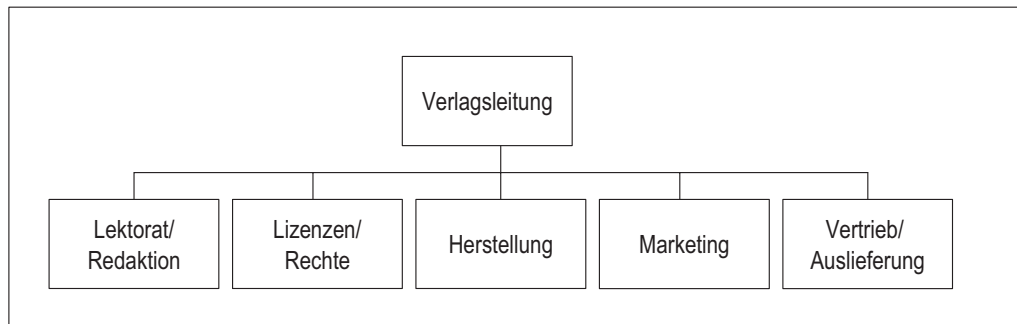 Verlagsleitung
Lektorat/
Redaktion
Lizenzen/
Rechte
Herstellung
Marketing
Vertrieb/
Auslieferung